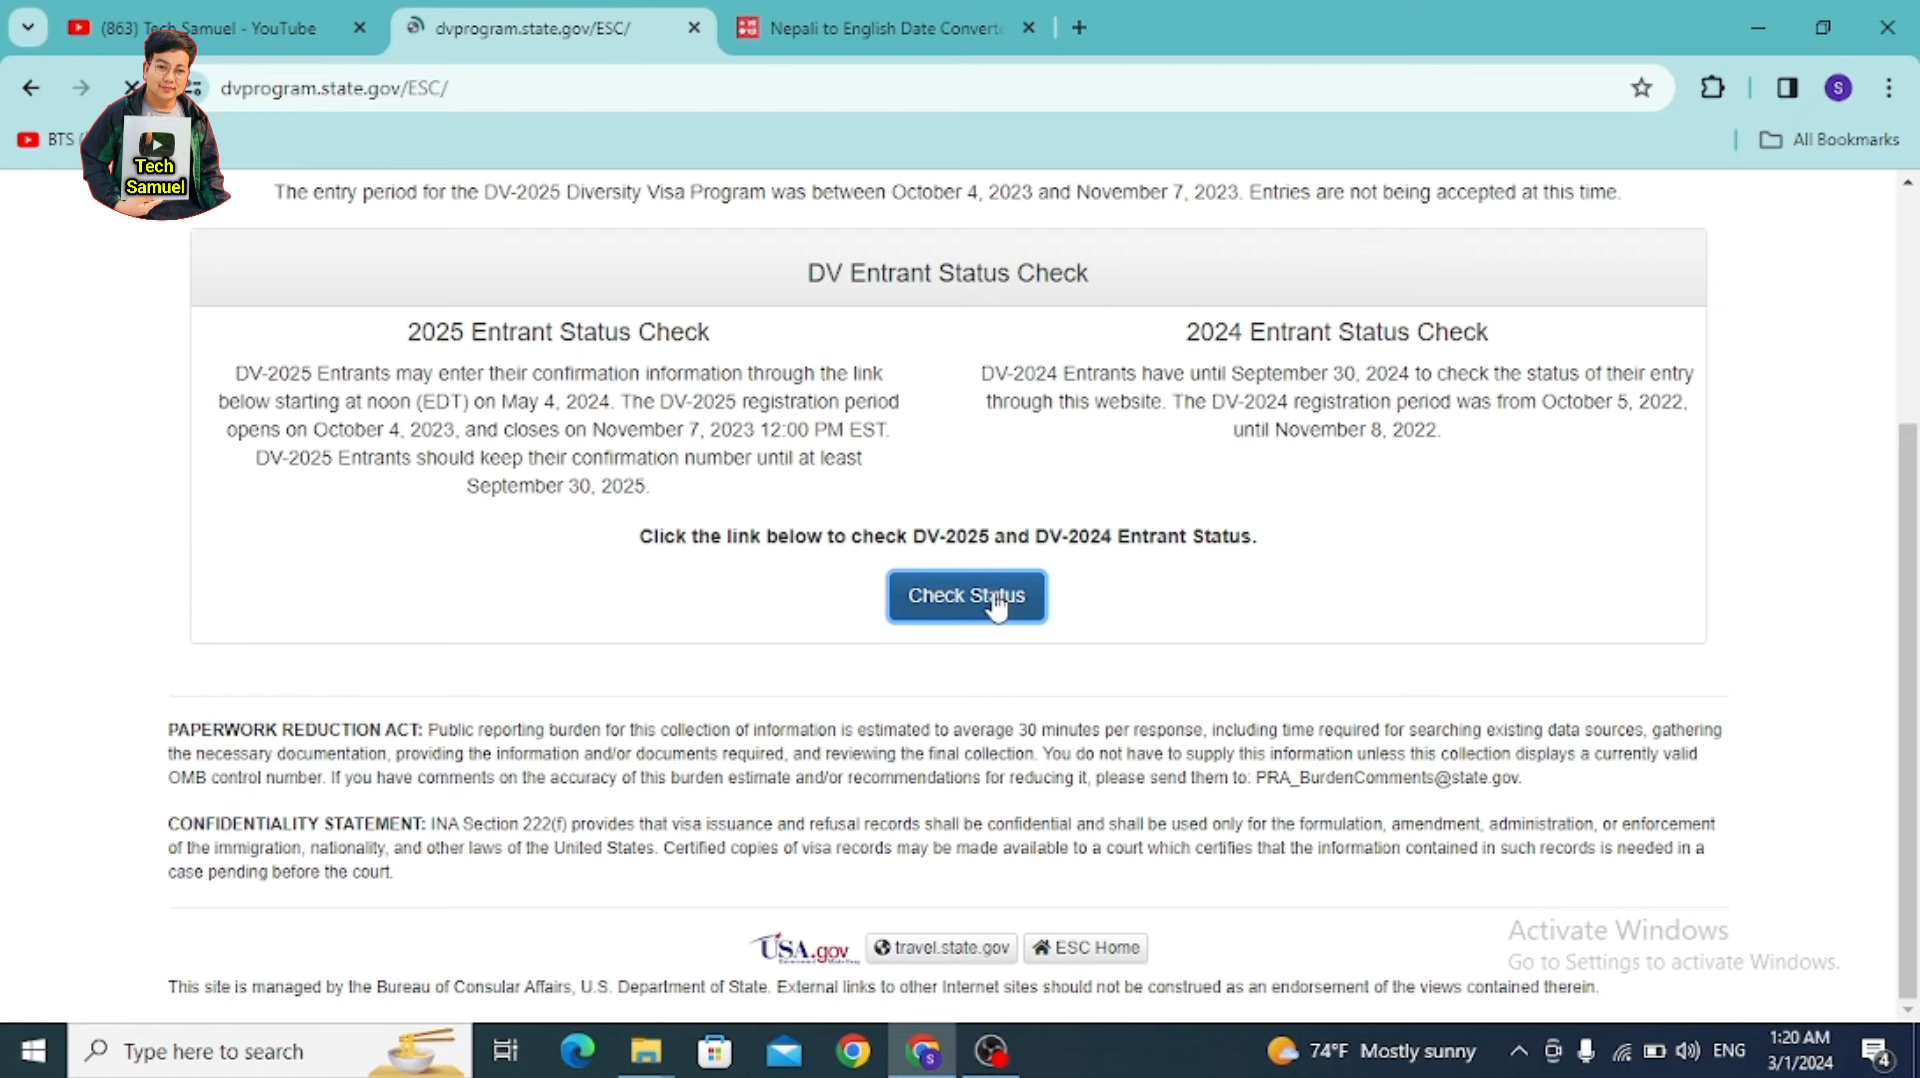 (863) Tech Samuel - YouTube
dvprogram.state.gov/ESC/
Nepali to English Date Converte
dvprogram.state.gov/ESC/
S
BTS (
All Bookmarks
Tech
Samuel
The entry period for the DV-2025 Diversity Visa Program was between October 4, 2023 and November 7, 2023. Entries are not being accepted at this time.
DV Entrant Status Check
2025 Entrant Status Check
DV-2025 Entrants may enter their confirmation information through the link
below starting at noon (EDT) on May 4, 2024. The DV-2025 registration period
opens on October 4, 2023, and closes on November 7, 2023 12:00 PM EST.
DV-2025 Entrants should keep their confirmation number until at least
September 30, 2025.
2024 Entrant Status Check
DV-2024 Entrants have until September 30, 2024 to check the status of their entry
through this website. The DV-2024 registration period was from October 5, 2022,
until November 8, 2022.
Click the link below to check DV-2025 and DV-2024 Entrant Status.
Check Status
PAPERWORK REDUCTION ACT: Public reporting burden for this collection of information is estimated to average 30 minutes per response, including time required for searching existing data sources, gathering
the necessary documentation, providing the information and/or documents required, and reviewing the final collection. You do not have to supply this information unless this collection displays a currently valid
OMB control number. If you have comments on the accuracy of this burden estimate and/or recommendations for reducing it, please send them to: PRA_BurdenComments@state.gov.
CONFIDENTIALITY STATEMENT: INA Section 222(f) provides that visa issuance and refusal records shall be confidential and shall be used only for the formulation, amendment, administration, or enforcement
of the immigration, nationality, and other laws of the United States. Certified copies of visa records may be made available to a court which certifies that the information contained in such records is needed in a
case pending before the court.
USA.gov
travel.state.gov
ESC Home
This site is managed by the Bureau of Consular Affairs, U.S. Department of State. External links to other Internet sites should not be construed as an endorsement of the views contained therein.
Activate Windows
Go to Settings to activate Windows.
Type here to search
S
74°F Mostly sunny
ENG
1:20 AM
3/1/2024
4